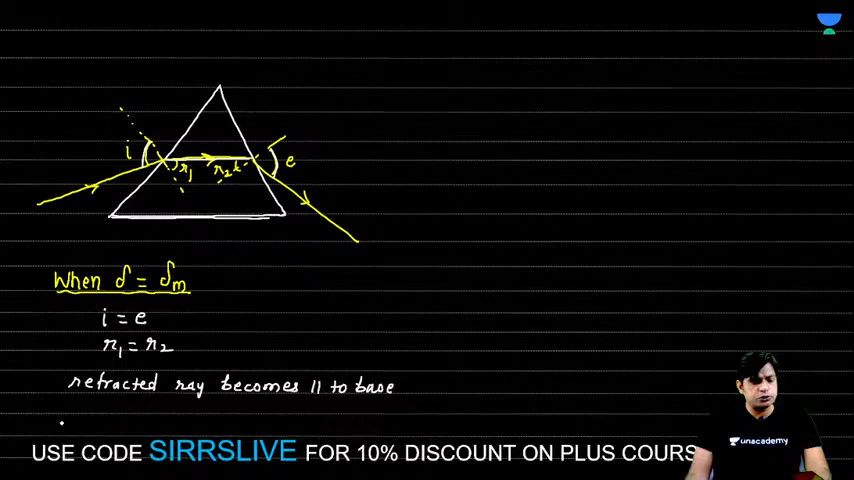 i
r₁
r₂
e
When δ = δm
i = e
r₁ = r₂
refracted ray becomes || to base
unacademy
USE CODE SIRRSLIVE FOR 10% DISCOUNT ON PLUS COURS